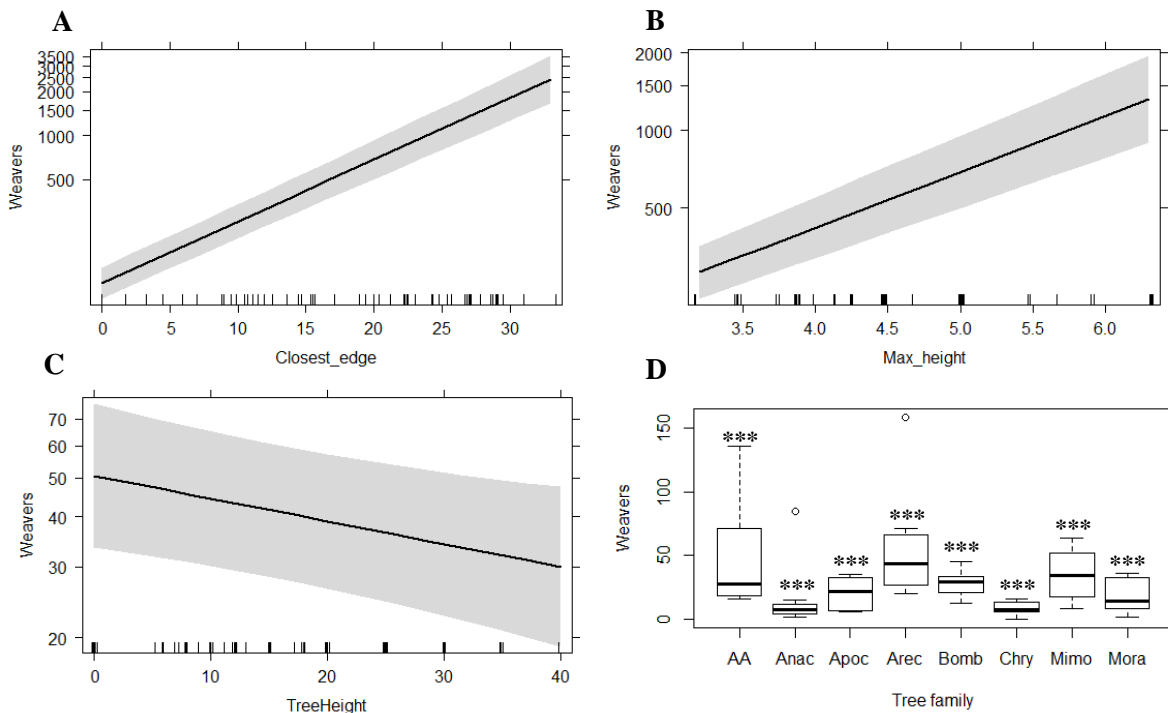 A
3500
3000
2500
2000
1500
1000
500
Weavers
0 5 10 15 20 25 30
Closest_edge
B
2000
1500
1000
500
Weavers
3.5 4.0 4.5 5.0 5.5 6.0
Max_height
C
70
60
50
40
30
20
Weavers
0 10 20 30 40
TreeHeight
D
150
100
50
0
Weavers
*** *** *** *** *** *** *** ***
AA Anac Apoc Arec Bomb Chry Mimo Mora
Tree family